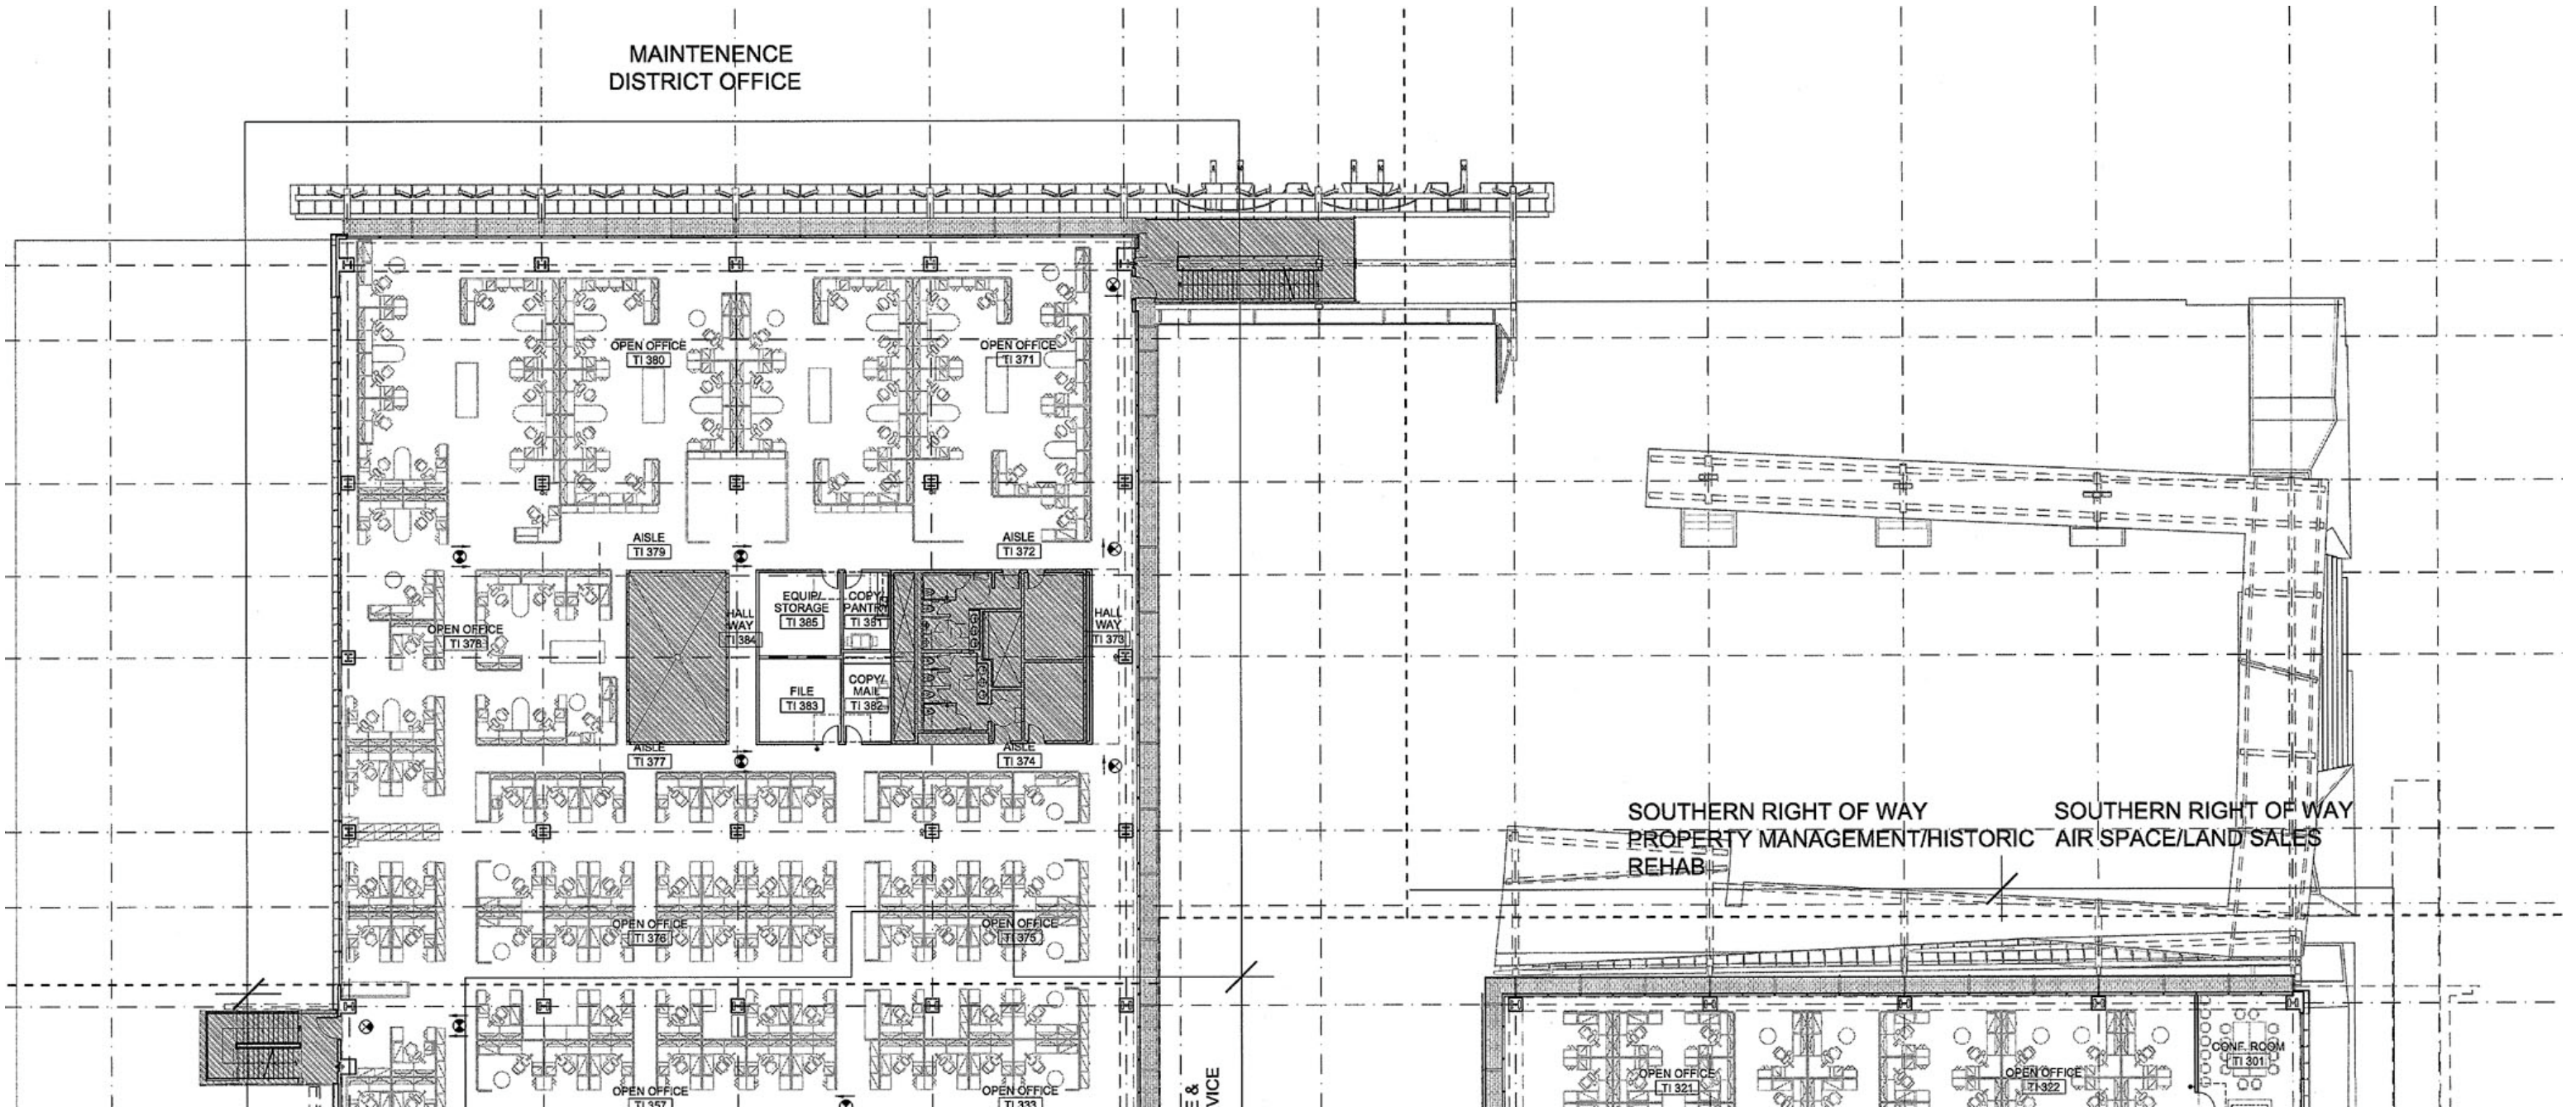 MAINTENENCE
DISTRICT OFFICE
OPEN OFFICE
TI 380
OPEN OFFICE
TI 371
AISLE
TI 379
AISLE
TI 372
EQUIP/
STORAGE
TI 385
COPY/
PANTRY
TI 381
HALL
WAY
TI 384
HALL
WAY
TI 373
OPEN OFFICE
TI 378
FILE
TI 383
COPY/
MAIL
TI 382
AISLE
TI 377
AISLE
TI 374
SOUTHERN RIGHT OF WAY
PROPERTY MANAGEMENT/HISTORIC
REHAB
SOUTHERN RIGHT OF WAY
AIR SPACE/LAND SALES
OPEN OFFICE
TI 376
OPEN OFFICE
TI 375
OPEN OFFICE
TI 357
OPEN OFFICE
TI 333
E &
VICE
OPEN OFFICE
TI 321
OPEN OFFICE
TI 322
CONF. ROOM
TI 301